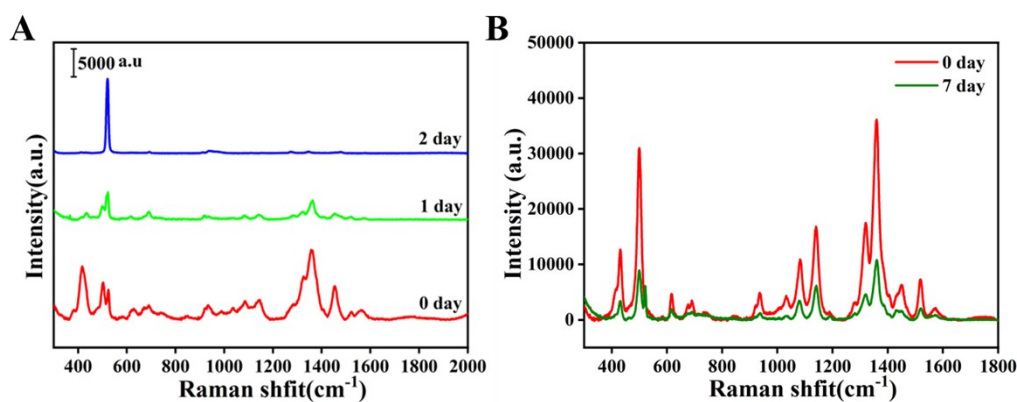 A
5000 a.u
2 day
1 day
0 day
Intensity(a.u.)
400 600 800 1000 1200 1400 1600 1800 2000
Raman shfit(cm-1)
B
50000
40000
30000
20000
10000
0
0 day
7 day
Intensity (a.u.)
400 600 800 1000 1200 1400 1600 1800
Raman shfit(cm-1)